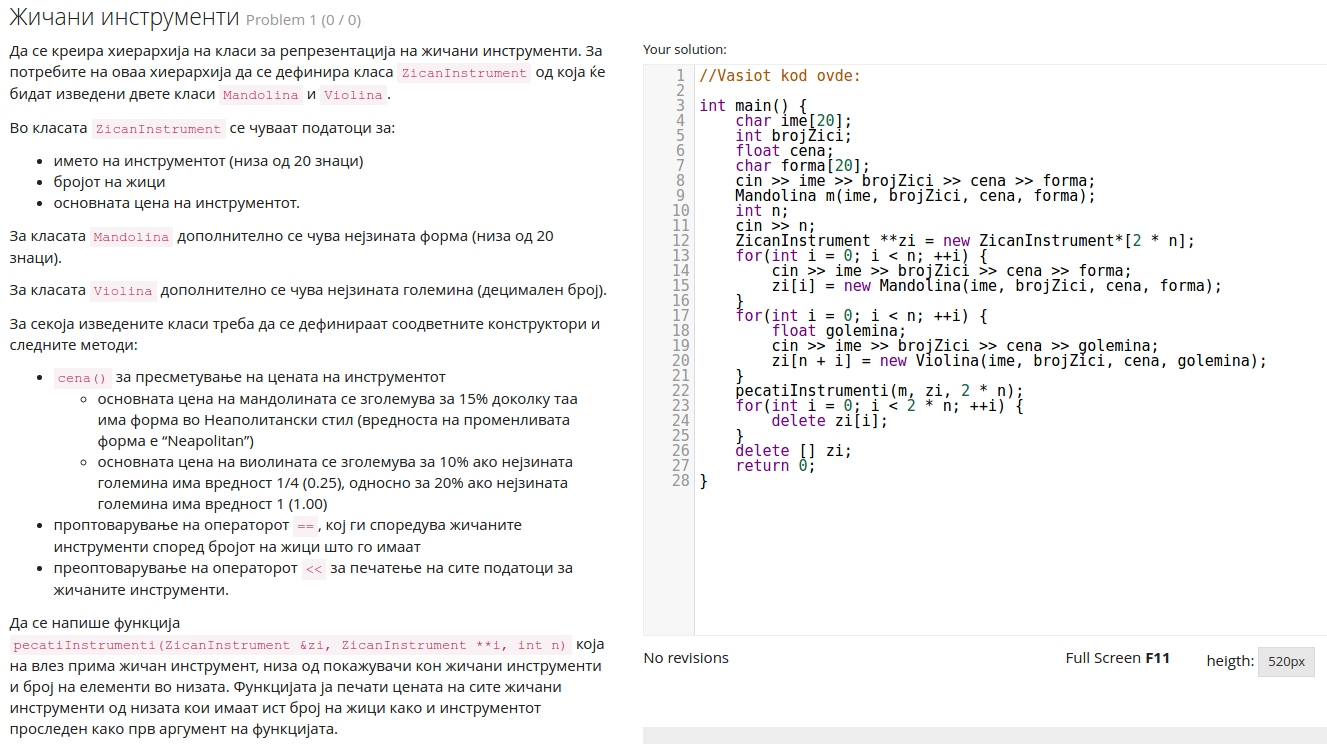 Жичани инструменти Problem 1 (0 / 0)
Да се креира хиерархија на класи за репрезентација на жичани инструменти. За
потребите на оваа хиерархија да се дефинира класа ZicanInstrument од која ќе
бидат изведени двете класи Mandolina и Violina.
Во класата ZicanInstrument се чуваат податоци за:
• името на инструментот (низа од 20 знаци)
• бројот на жици
• основната цена на инструментот.
За класата Mandolina дополнително се чува нејзината форма (низа од 20
знаци).
За класата Violina дополнително се чува нејзината големина (децимален број).
За секоја изведените класи треба да се дефинираат соодветните конструктори и
следните методи:
• cena() за пресметување на цената на инструментот
◦ основната цена на мандолината се зголемува за 15% доколку таа
има форма во Неаполитански стил (вредноста на променливата
форма е “Neapolitan”)
◦ основната цена на виолината се зголемува за 10% ако нејзината
големина има вредност 1/4 (0.25), односно за 20% ако нејзината
големина има вредност 1 (1.00)
• проптоварување на операторот ==, кој ги споредува жичаните
инструменти според бројот на жици што го имаат
• преоптоварување на операторот << за печатење на сите податоци за
жичаните инструменти.
Да се напише функција
pecatiInstrumenti(ZicanInstrument &zi, ZicanInstrument **i, int n) која
на влез прима жичан инструмент, низа од покажувачи кон жичани инструменти
и број на елементи во низата. Функцијата ја печати цената на сите жичани
инструменти од низата кои имаат ист број на жици како и инструментот
проследен како прв аргумент на функцијата.
Your solution:
1 //Vasiot kod ovde:
2
3 int main() {
4     char ime[20];
5     int brojZici;
6     float cena;
7     char forma[20];
8     cin >> ime >> brojZici >> cena >> forma;
9     Mandolina m(ime, brojZici, cena, forma);
10     int n;
11     cin >> n;
12     ZicanInstrument **zi = new ZicanInstrument*[2 * n];
13     for(int i = 0; i < n; ++i) {
14         cin >> ime >> brojZici >> cena >> forma;
15         zi[i] = new Mandolina(ime, brojZici, cena, forma);
16     }
17     for(int i = 0; i < n; ++i) {
18         float golemina;
19         cin >> ime >> brojZici >> cena >> golemina;
20         zi[n + i] = new Violina(ime, brojZici, cena, golemina);
21     }
22     pecatiInstrumenti(m, zi, 2 * n);
23     for(int i = 0; i < 2 * n; ++i) {
24         delete zi[i];
25     }
26     delete [] zi;
27     return 0;
28 }
No revisions
Full Screen F11
heigth: 520px